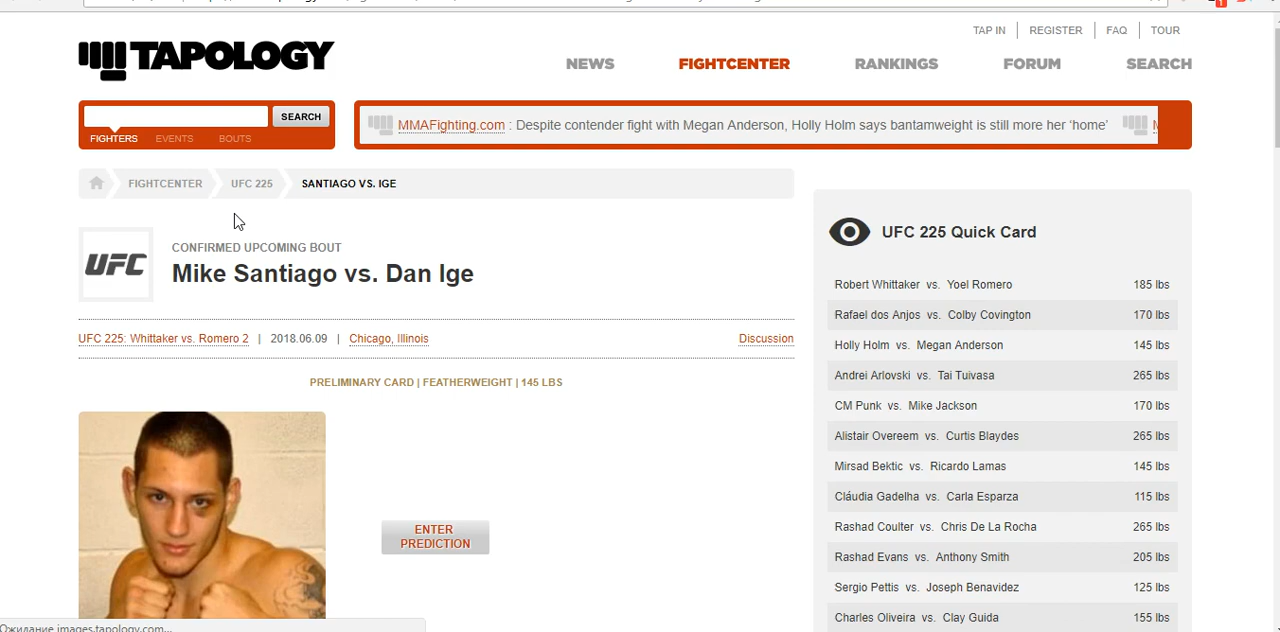 TAP IN REGISTER FAQ TOUR
TAPOLOGY
NEWS FIGHTCENTER RANKINGS FORUM SEARCH
SEARCH
FIGHTERS EVENTS BOUTS
MMAFighting.com : Despite contender fight with Megan Anderson, Holly Holm says bantamweight is still more her ‘home’
FIGHTCENTER UFC 225 SANTIAGO VS. IGE
UFC
CONFIRMED UPCOMING BOUT
Mike Santiago vs. Dan Ige
UFC 225: Whittaker vs. Romero 2 | 2018.06.09 | Chicago, Illinois Discussion
PRELIMINARY CARD | FEATHERWEIGHT | 145 LBS
ENTER
PREDICTION
UFC 225 Quick Card
Robert Whittaker vs. Yoel Romero 185 lbs
Rafael dos Anjos vs. Colby Covington 170 lbs
Holly Holm vs. Megan Anderson 145 lbs
Andrei Arlovski vs. Tai Tuivasa 265 lbs
CM Punk vs. Mike Jackson 170 lbs
Alistair Overeem vs. Curtis Blaydes 265 lbs
Mirsad Bektic vs. Ricardo Lamas 145 lbs
Cláudia Gadelha vs. Carla Esparza 115 lbs
Rashad Coulter vs. Chris De La Rocha 265 lbs
Rashad Evans vs. Anthony Smith 205 lbs
Sergio Pettis vs. Joseph Benavidez 125 lbs
Charles Oliveira vs. Clay Guida 155 lbs
Ожидание images.tapology.com...